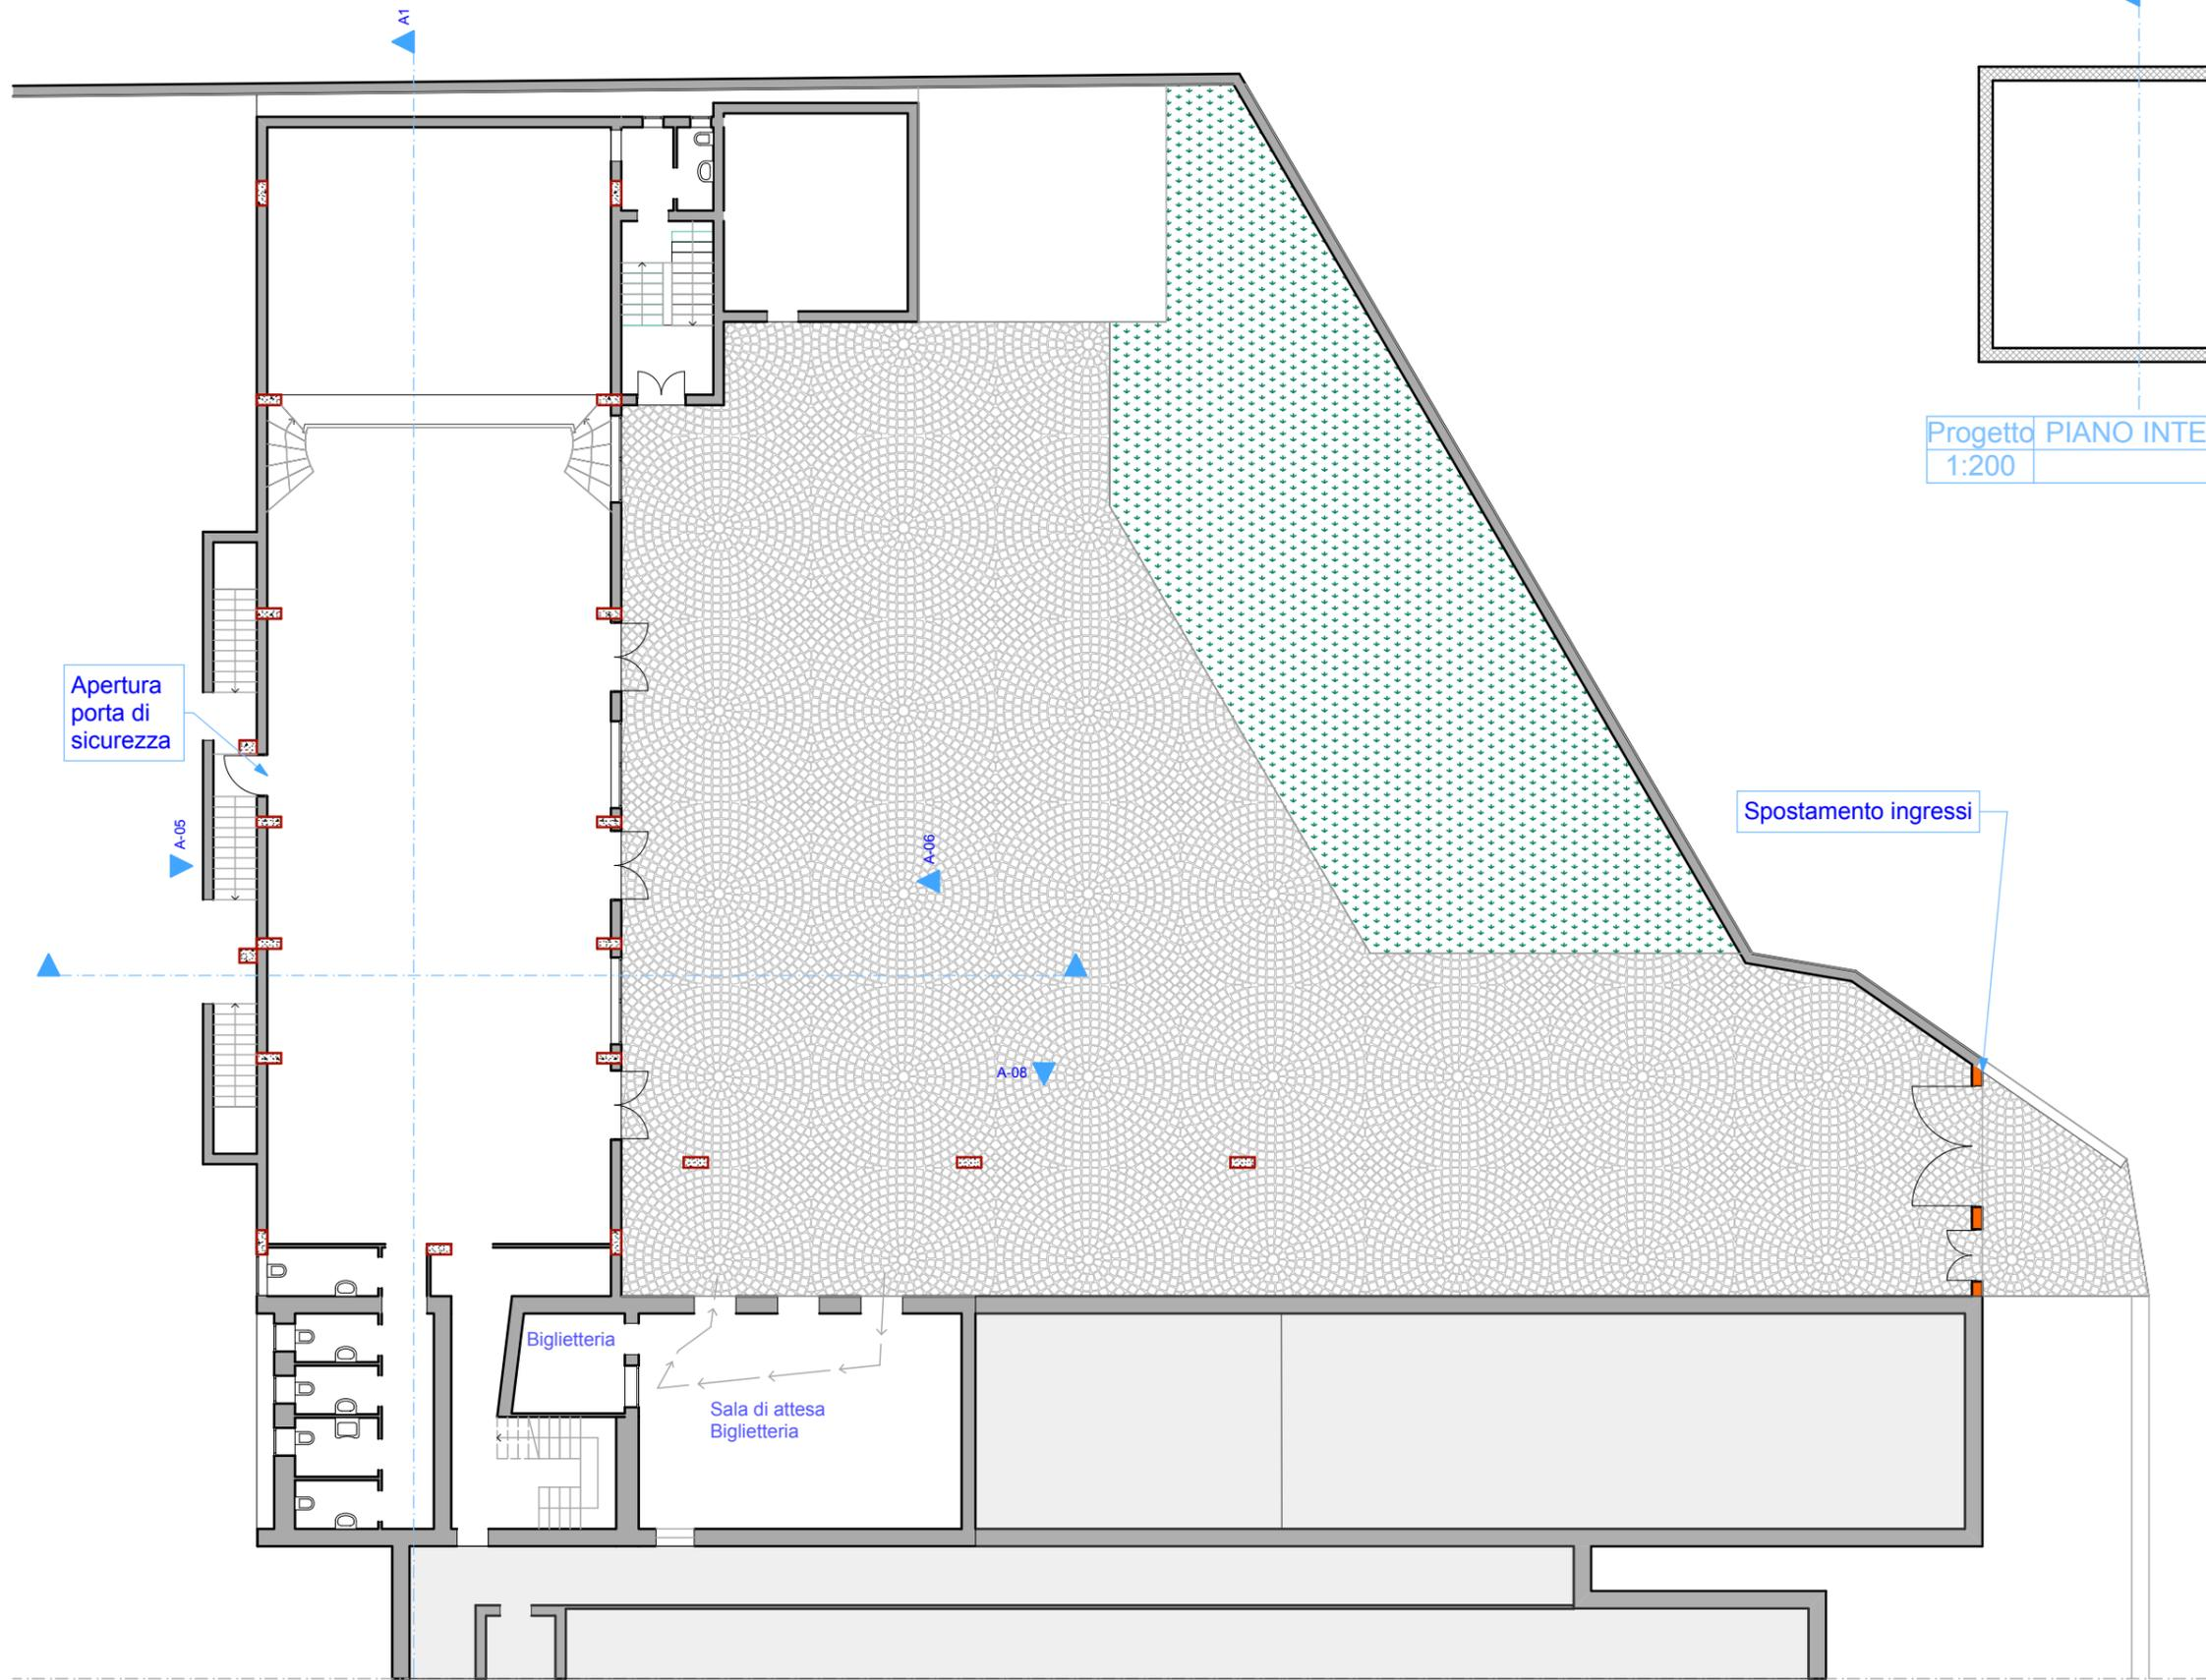 A1
Progetto PIANO INTE
1:200
Apertura
porta di
sicurezza
Spostamento ingressi
A-05
A-06
A-08
Biglietteria
Sala di attesa
Biglietteria